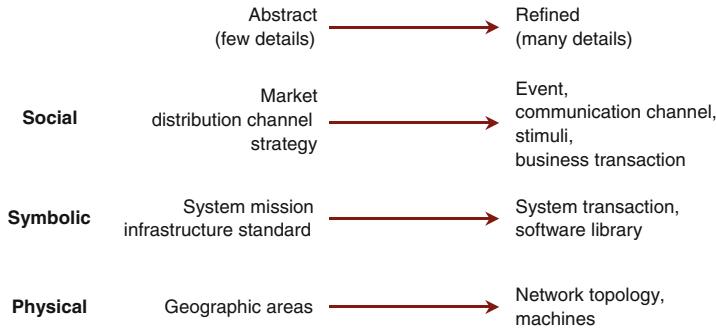 Abstract
(few details)
Refined
(many details)
Social
Market
distribution channel
strategy
Event,
communication channel,
stimuli,
business transaction
Symbolic
System mission
infrastructure standard
System transaction,
software library
Physical
Geographic areas
Network topology,
machines